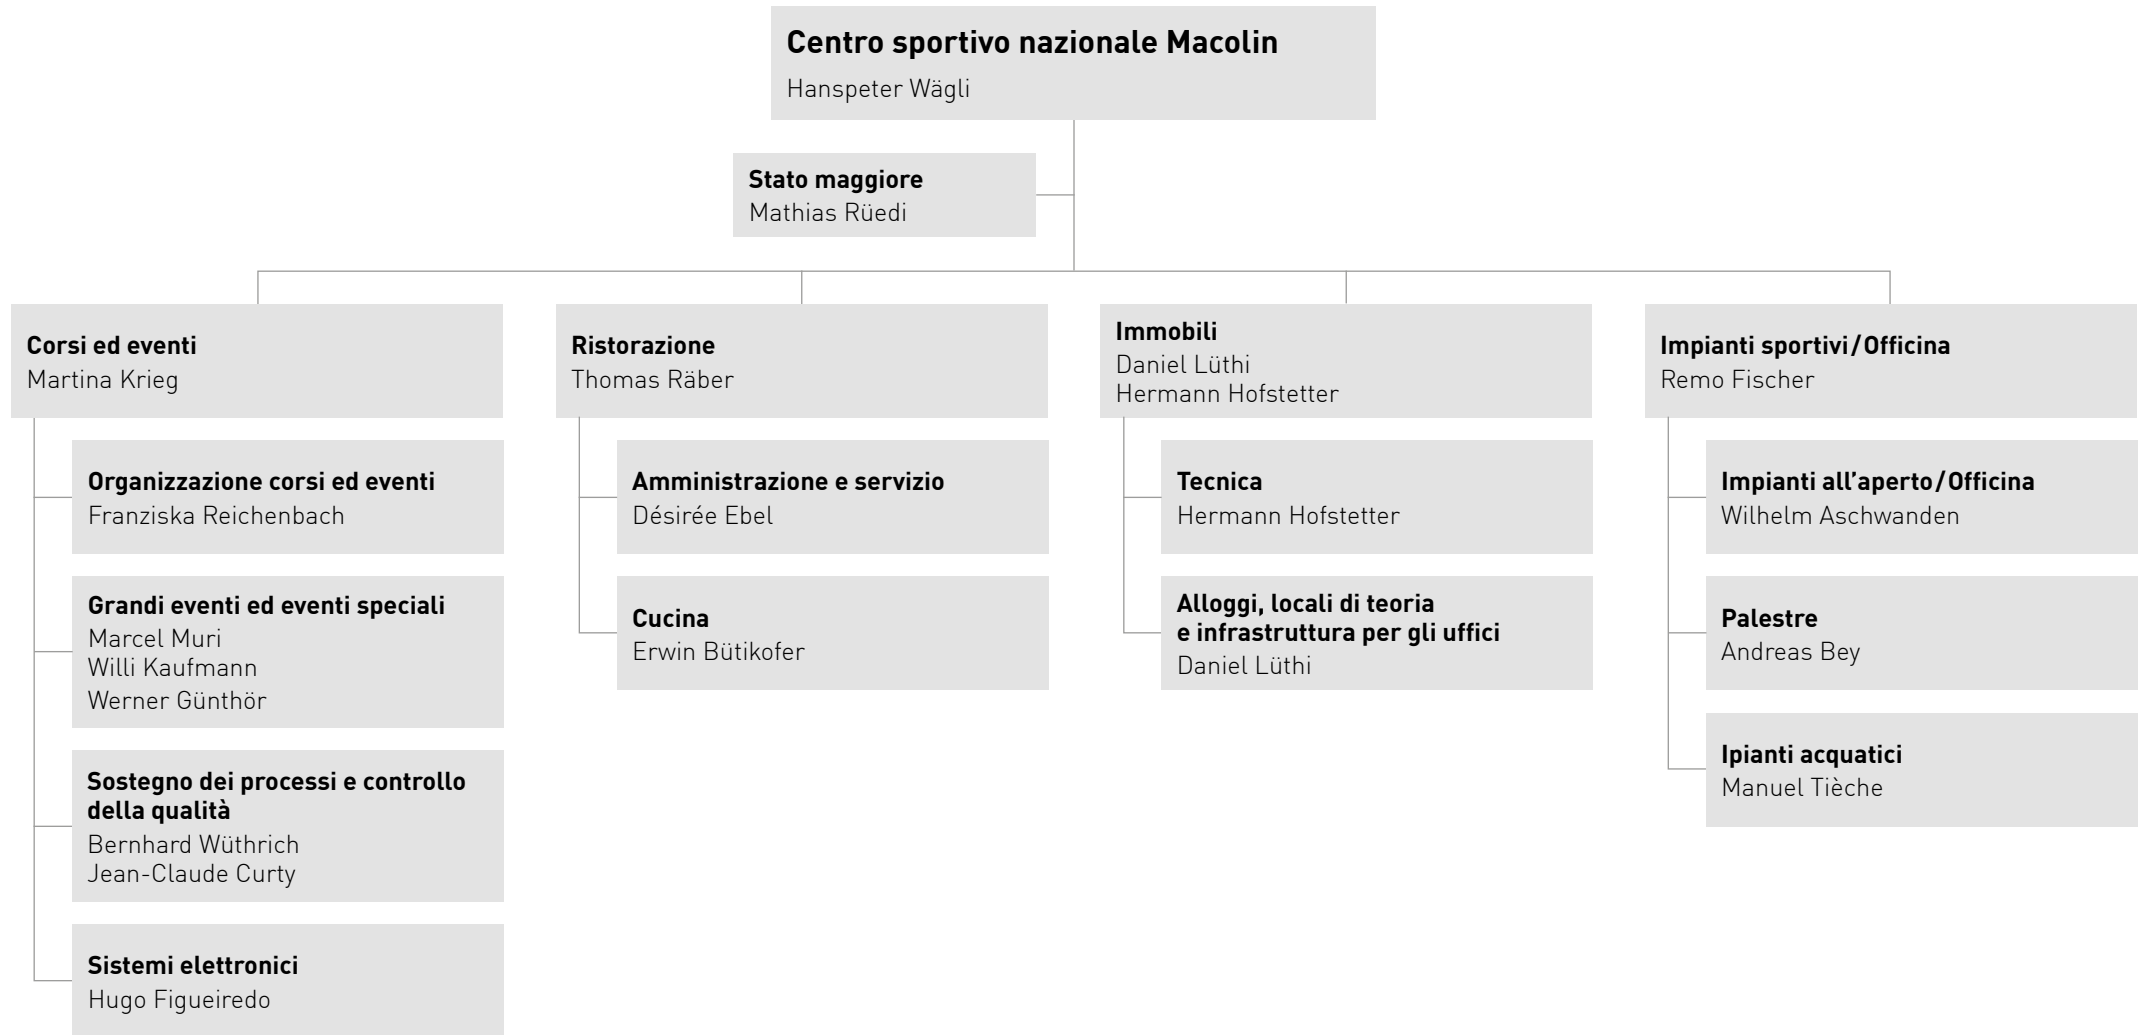 Centro sportivo nazionale Macolin
Hanspeter Wägli
Stato maggiore
Mathias Rüedi
Corsi ed eventi
Martina Krieg
Organizzazione corsi ed eventi
Franziska Reichenbach
Grandi eventi ed eventi speciali
Marcel Muri
Willi Kaufmann
Werner Günthör
Sostegno dei processi e controllo
della qualità
Bernhard Wüthrich
Jean-Claude Curty
Sistemi elettronici
Hugo Figueiredo
Ristorazione
Thomas Räber
Amministrazione e servizio
Désirée Ebel
Cucina
Erwin Bütikofer
Immobili
Daniel Lüthi
Hermann Hofstetter
Tecnica
Hermann Hofstetter
Alloggi, locali di teoria
e infrastruttura per gli uffici
Daniel Lüthi
Impianti sportivi/Officina
Remo Fischer
Impianti all’aperto/Officina
Wilhelm Aschwanden
Palestre
Andreas Bey
Ipianti acquatici
Manuel Tièche